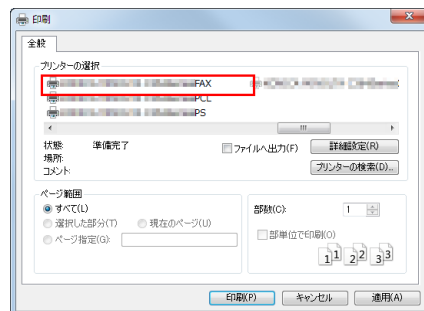 印刷
全般
プリンターの選択
FAX
PCL
PS
状態: 準備完了
場所:
コメント:
ファイルへ出力(F)
詳細設定(R)
プリンターの検索(D)...
ページ範囲
すべて(L)
選択した部分(T) 現在のページ(U)
ページ指定(G):
部数(C): 1
部単位で印刷(O)
1 1 2 2 3 3
印刷(P) キャンセル 適用(A)